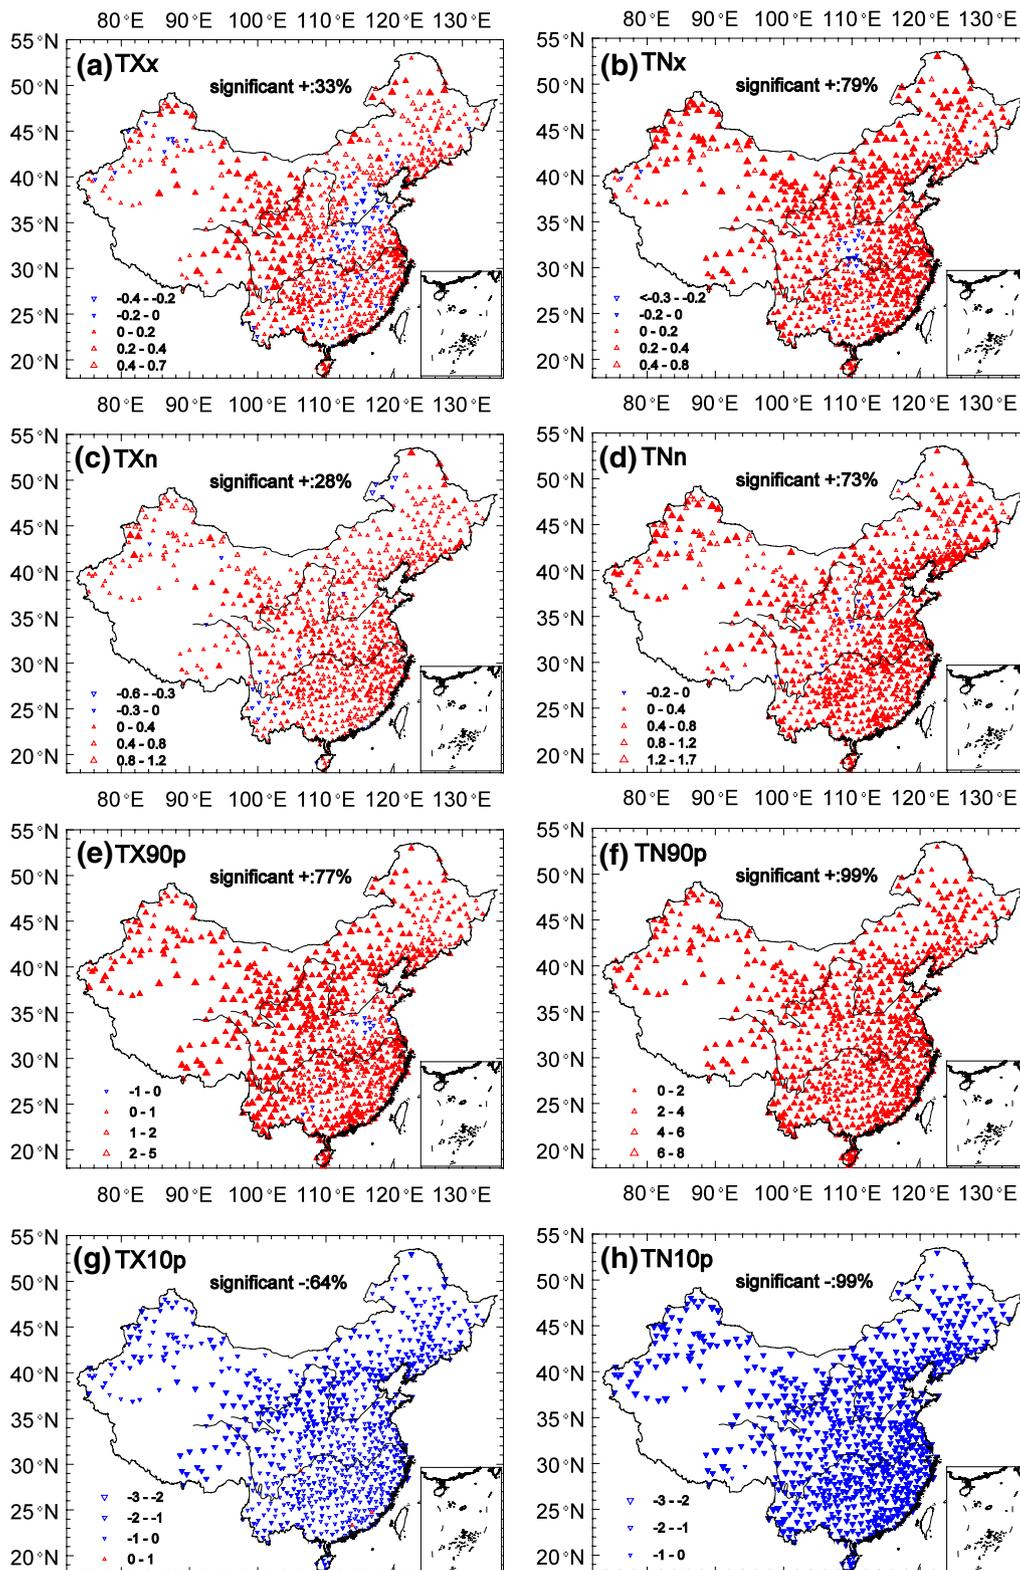 80°E 90°E 100°E 110°E 120°E 130°E
80°E 90°E 100°E 110°E 120°E 130°E
55°N
50°N
45°N
40°N
35°N
30°N
25°N
20°N
(a) TXx
significant +:33%
-0.4 - -0.2
-0.2 - 0
0 - 0.2
0.2 - 0.4
0.4 - 0.7
55°N
50°N
45°N
40°N
35°N
30°N
25°N
20°N
(b) TNx
significant +:79%
<-0.3 - -0.2
-0.2 - 0
0 - 0.2
0.2 - 0.4
0.4 - 0.8
80°E 90°E 100°E 110°E 120°E 130°E
80°E 90°E 100°E 110°E 120°E 130°E
55°N
50°N
45°N
40°N
35°N
30°N
25°N
20°N
(c) TXn
significant +:28%
-0.6 - -0.3
-0.3 - 0
0 - 0.4
0.4 - 0.8
0.8 - 1.2
55°N
50°N
45°N
40°N
35°N
30°N
25°N
20°N
(d) TNn
significant +:73%
-0.2 - 0
0 - 0.4
0.4 - 0.8
0.8 - 1.2
1.2 - 1.7
80°E 90°E 100°E 110°E 120°E 130°E
80°E 90°E 100°E 110°E 120°E 130°E
55°N
50°N
45°N
40°N
35°N
30°N
25°N
20°N
(e) TX90p
significant +:77%
-1 - 0
0 - 1
1 - 2
2 - 5
55°N
50°N
45°N
40°N
35°N
30°N
25°N
20°N
(f) TN90p
significant +:99%
0 - 2
2 - 4
4 - 6
6 - 8
80°E 90°E 100°E 110°E 120°E 130°E
80°E 90°E 100°E 110°E 120°E 130°E
55°N
50°N
45°N
40°N
35°N
30°N
25°N
20°N
(g) TX10p
significant -:64%
-3 - -2
-2 - -1
-1 - 0
0 - 1
55°N
50°N
45°N
40°N
35°N
30°N
25°N
20°N
(h) TN10p
significant -:99%
-3 - -2
-2 - -1
-1 - 0